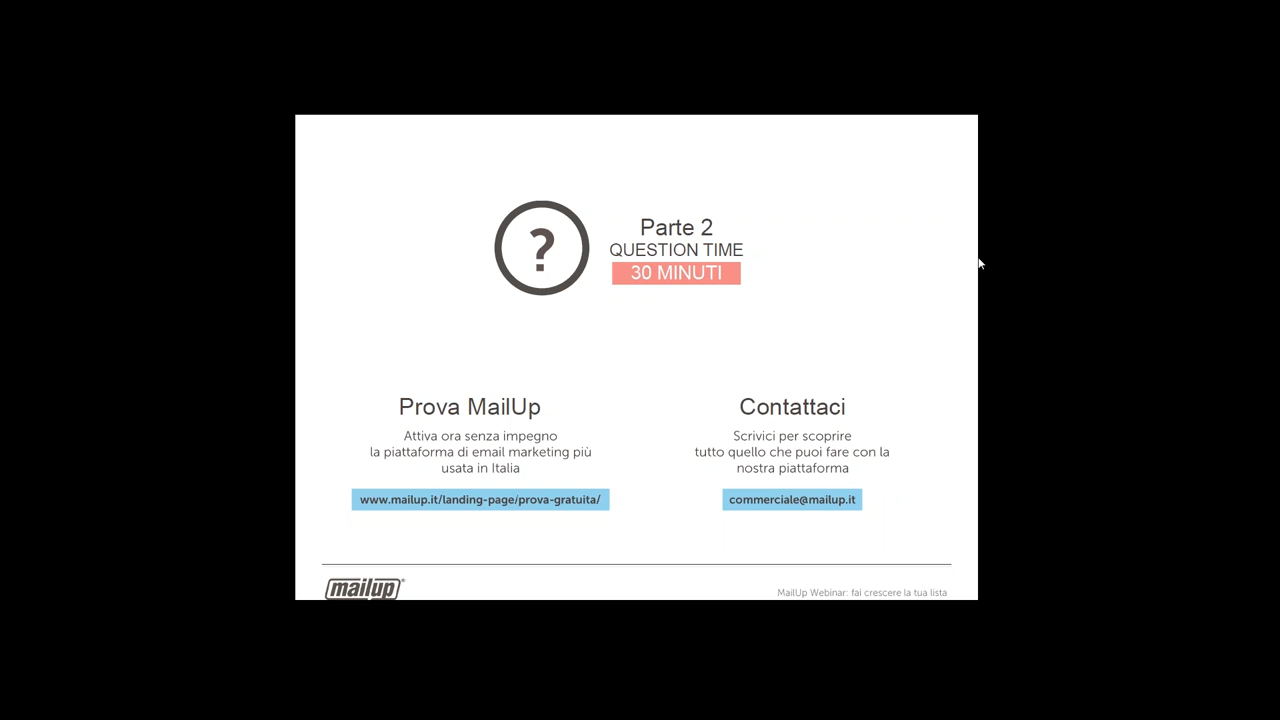 ?
Parte 2
QUESTION TIME
30 MINUTI
Prova MailUp
Attiva ora senza impegno
la piattaforma di email marketing più
usata in Italia
www.mailup.it/landing-page/prova-gratuita/
Contattaci
Scrivici per scoprire
tutto quello che puoi fare con la
nostra piattaforma
commerciale@mailup.it
mailup®
MailUp Webinar: fai crescere la tua lista